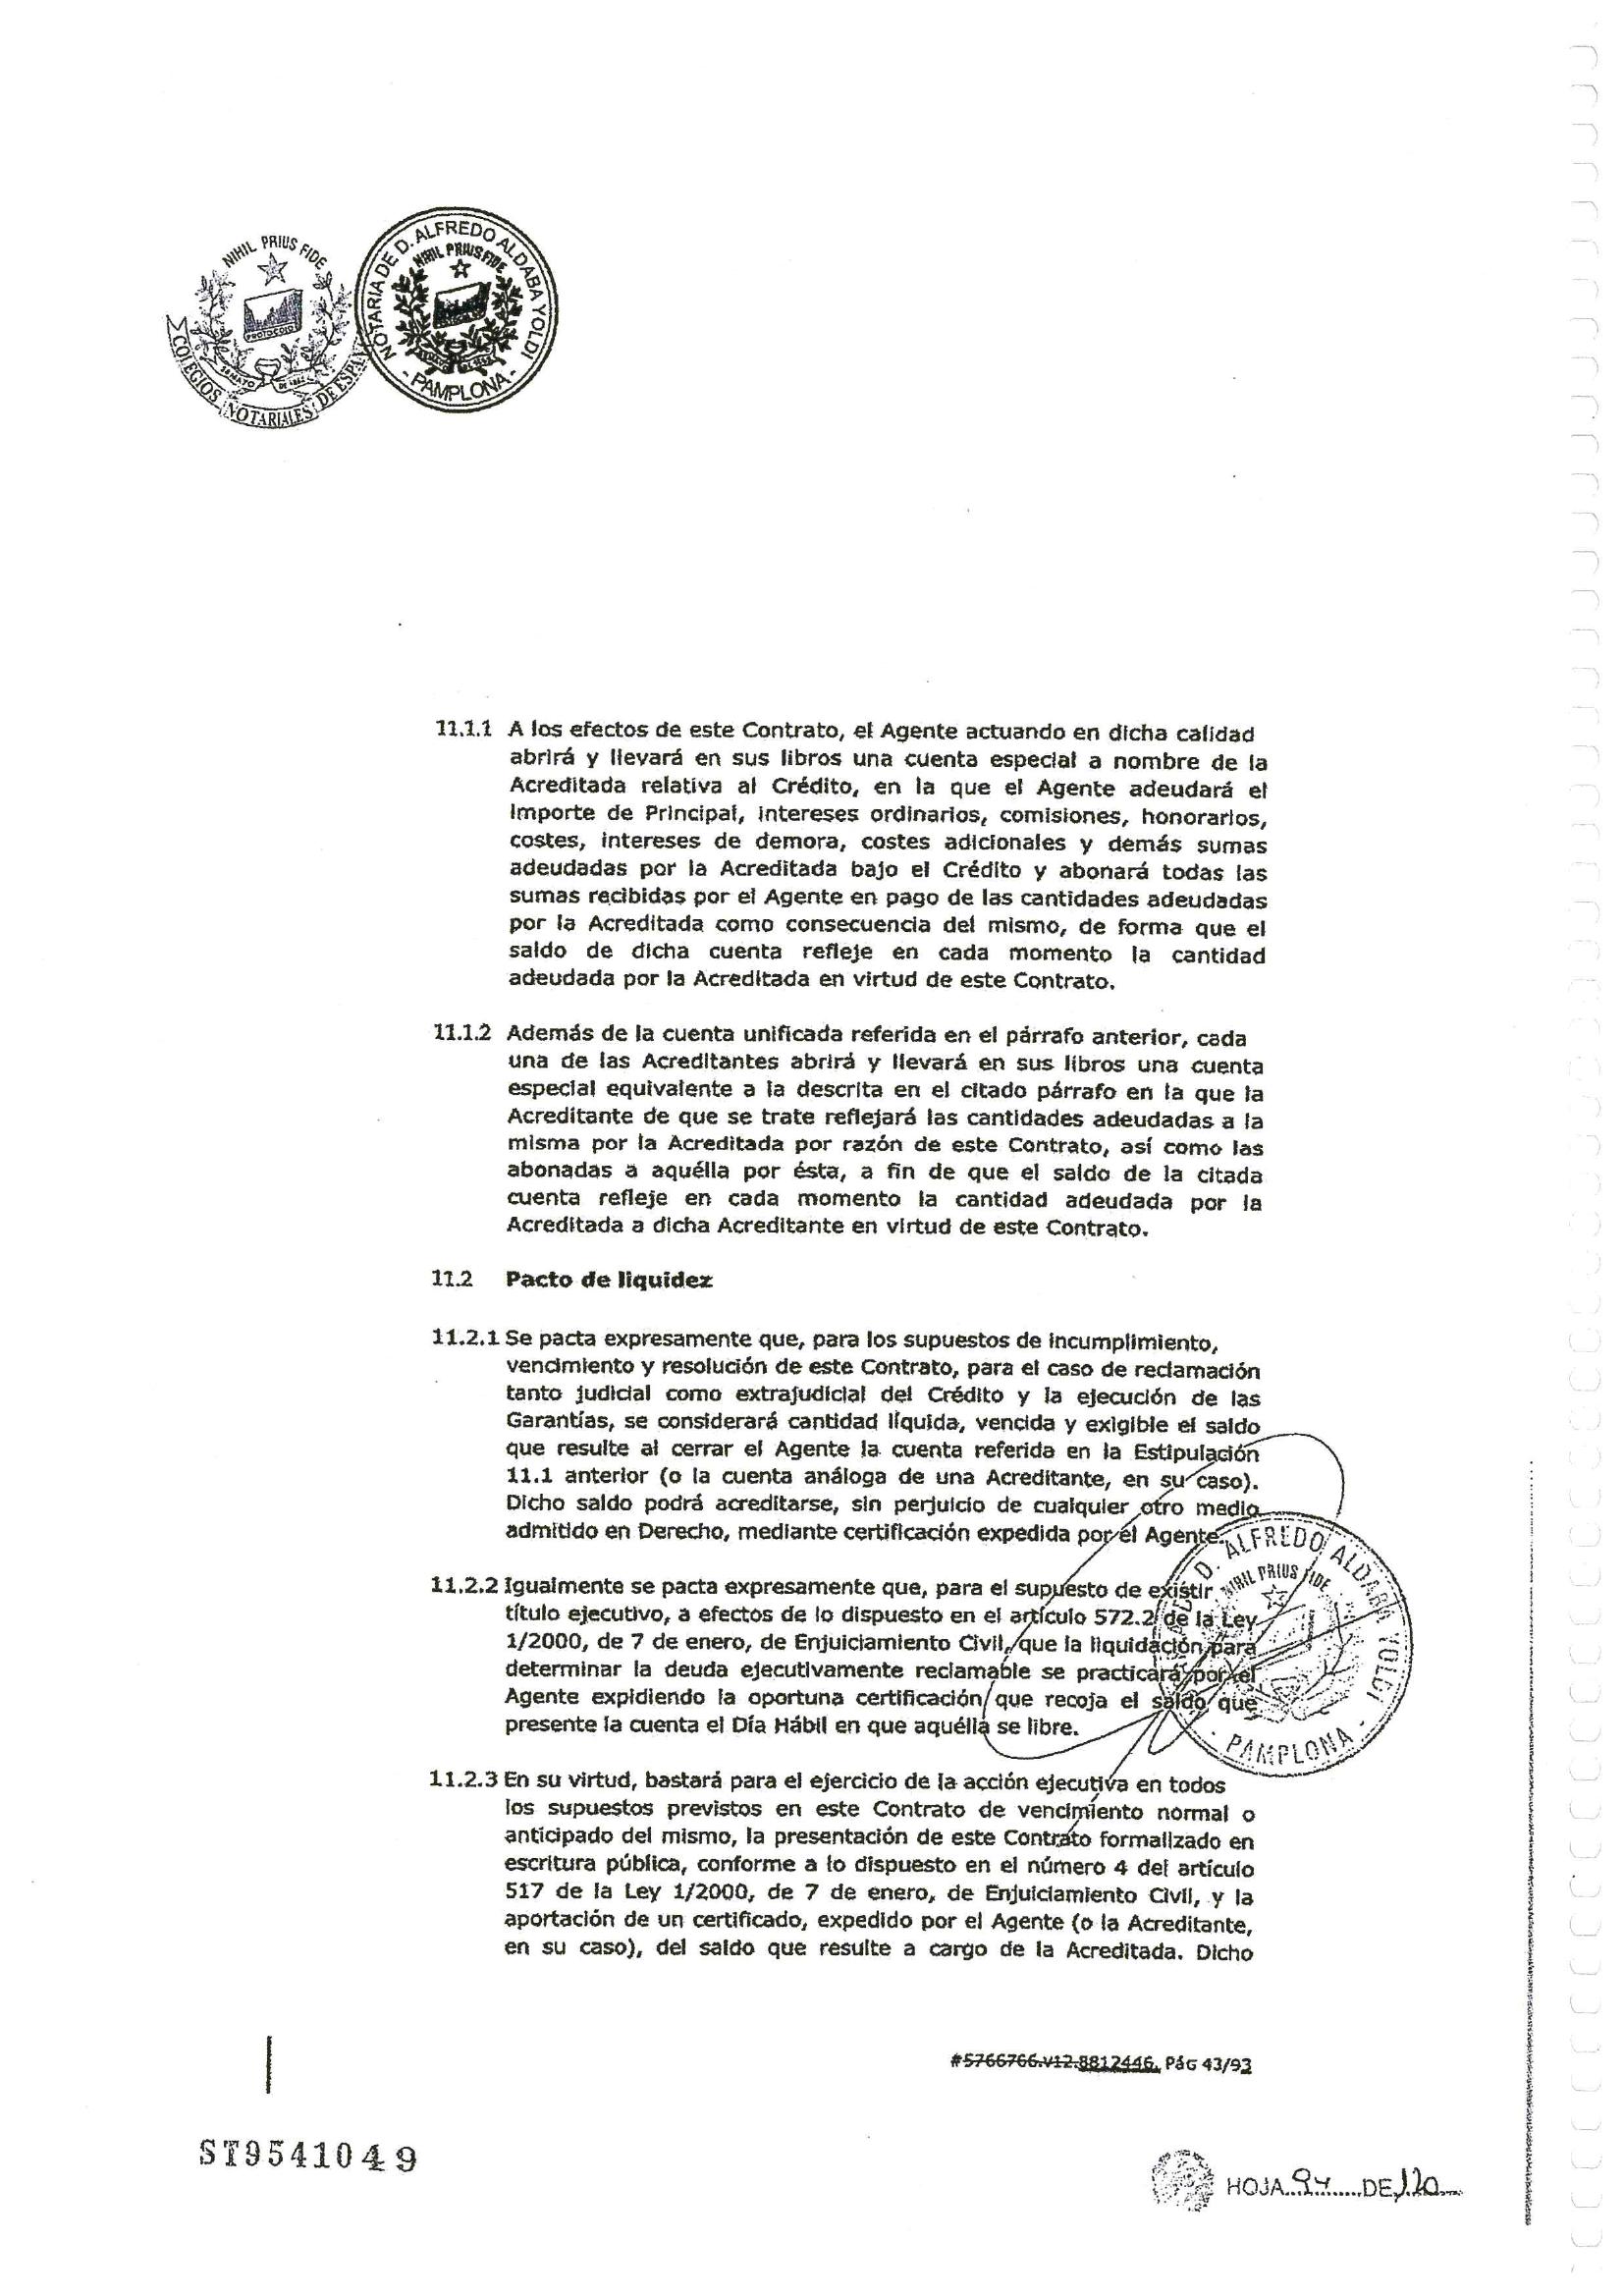 NIHIL PRIUS FIDE
PROTOCOLO
COLEGIOS NOTARIALES DE ESPAÑ
NOTARIA DE D. ALFREDO ALDABA YOLDI
NIHIL PRIUS FIDE
- PAMPLONA -
11.1.1 A los efectos de este Contrato, el Agente actuando en dicha calidad
abrirá y llevará en sus libros una cuenta especial a nombre de la
Acreditada relativa al Crédito, en la que el Agente adeudará el
importe de Principal, intereses ordinarios, comisiones, honorarios,
costes, intereses de demora, costes adicionales y demás sumas
adeudadas por la Acreditada bajo el Crédito y abonará todas las
sumas recibidas por el Agente en pago de las cantidades adeudadas
por la Acreditada como consecuencia del mismo, de forma que el
saldo de dicha cuenta refleje en cada momento la cantidad
adeudada por la Acreditada en virtud de este Contrato.
11.1.2 Además de la cuenta unificada referida en el párrafo anterior, cada
una de las Acreditantes abrirá y llevará en sus libros una cuenta
especial equivalente a la descrita en el citado párrafo en la que la
Acreditante de que se trate reflejará las cantidades adeudadas a la
misma por la Acreditada por razón de este Contrato, así como las
abonadas a aquélla por ésta, a fin de que el saldo de la citada
cuenta refleje en cada momento la cantidad adeudada por la
Acreditada a dicha Acreditante en virtud de este Contrato.
11.2 Pacto de liquidez
11.2.1 Se pacta expresamente que, para los supuestos de incumplimiento,
vencimiento y resolución de este Contrato, para el caso de reclamación
tanto judicial como extrajudicial del Crédito y la ejecución de las
Garantías, se considerará cantidad líquida, vencida y exigible el saldo
que resulte al cerrar el Agente la cuenta referida en la Estipulación
11.1 anterior (o la cuenta análoga de una Acreditante, en su caso).
Dicho saldo podrá acreditarse, sin perjuicio de cualquier otro medio
admitido en Derecho, mediante certificación expedida por el Agente.
11.2.2 Igualmente se pacta expresamente que, para el supuesto de existir
título ejecutivo, a efectos de lo dispuesto en el artículo 572.2 de la Ley
1/2000, de 7 de enero, de Enjuiciamiento Civil, que la liquidación para
determinar la deuda ejecutivamente reclamable se practicará por el
Agente expidiendo la oportuna certificación que recoja el saldo que
presente la cuenta el Día Hábil en que aquélla se libre.
D. ALFREDO ALDABA YOLDI
NIHIL PRIUS FIDE
- PAMPLONA -
11.2.3 En su virtud, bastará para el ejercicio de la acción ejecutiva en todos
los supuestos previstos en este Contrato de vencimiento normal o
anticipado del mismo, la presentación de este Contrato formalizado en
escritura pública, conforme a lo dispuesto en el número 4 del artículo
517 de la Ley 1/2000, de 7 de enero, de Enjuiciamiento Civil, y la
aportación de un certificado, expedido por el Agente (o la Acreditante,
en su caso), del saldo que resulte a cargo de la Acreditada. Dicho
#5766766.v12.8812446. PÁG 43/93
ST9541049
HOJA 94 DE 120